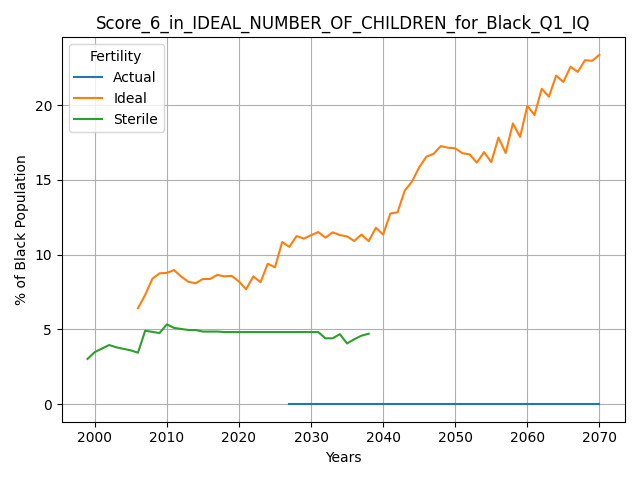 Score_6_in_IDEAL_NUMBER_OF_CHILDREN_for_Black_Q1_IQ
Fertility
Actual
Ideal
Sterile
% of Black Population
20
15
10
5
0
2000 2010 2020 2030 2040 2050 2060 2070
Years